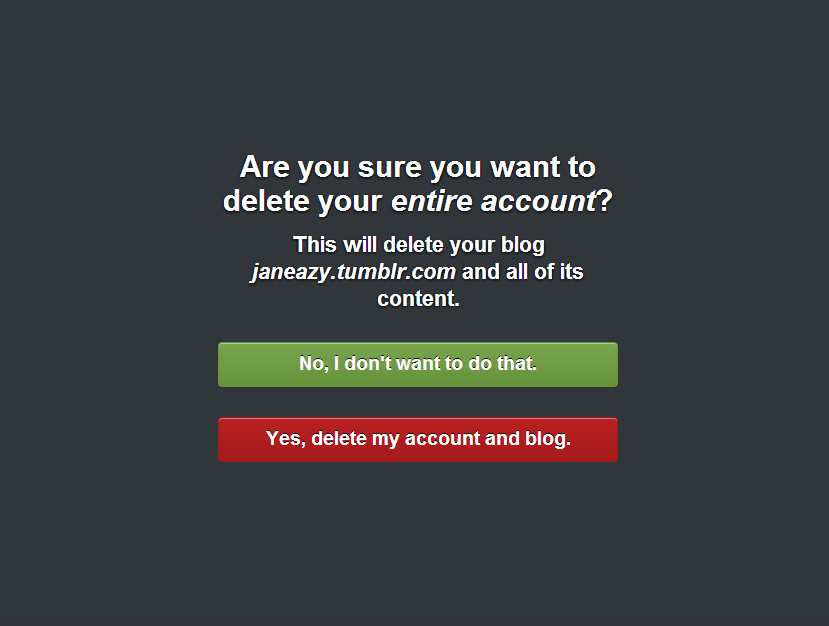 Are you sure you want to
delete your entire account?
This will delete your blog
janeazy.tumblr.com and all of its
content.
No, I don't want to do that.
Yes, delete my account and blog.